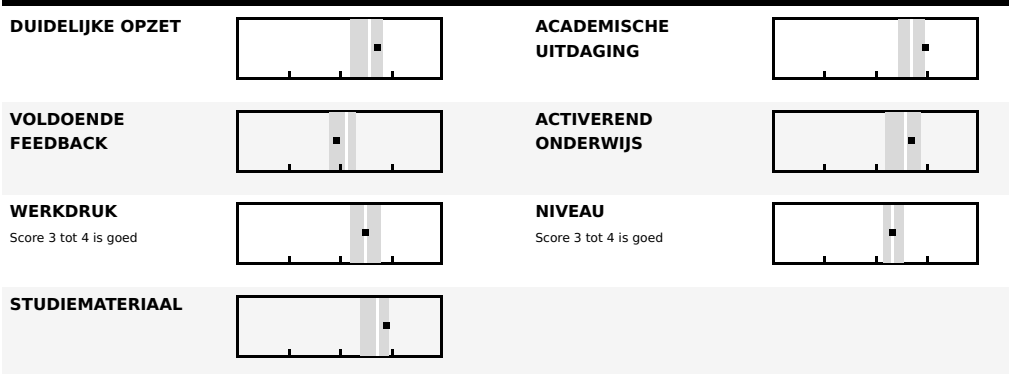 DUIDELIJKE OPZET
ACADEMISCHE
UITDAGING
VOLDOENDE
FEEDBACK
ACTIVEREND
ONDERWIJS
WERKDRUK
Score 3 tot 4 is goed
NIVEAU
Score 3 tot 4 is goed
STUDIEMATERIAAL